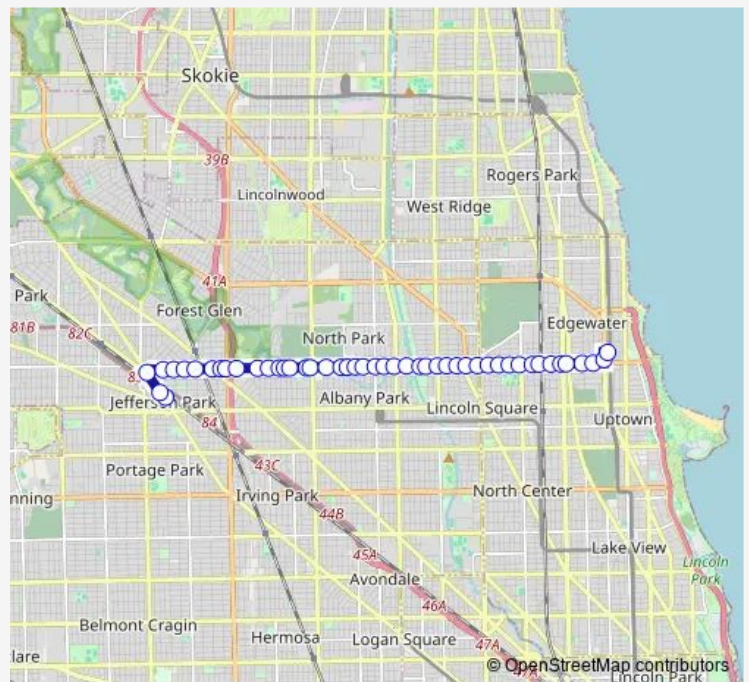 Skokie
39B
Rogers Park
Lincolnwood
West Ridge
41A
Park
Forest Glen
81B
82C
Edgewater
North Park
Jefferson Park
Albany Park
Lincoln Square
84
Uptown
43C
Portage Park
Irving Park
North Center
nning
44B
Lake View
45A
Avondale
Lincoln
Park
46A
Belmont Cragin
Hermosa
Logan Square
47A
lare
© OpenStreetMap contributors
Lincoln Park